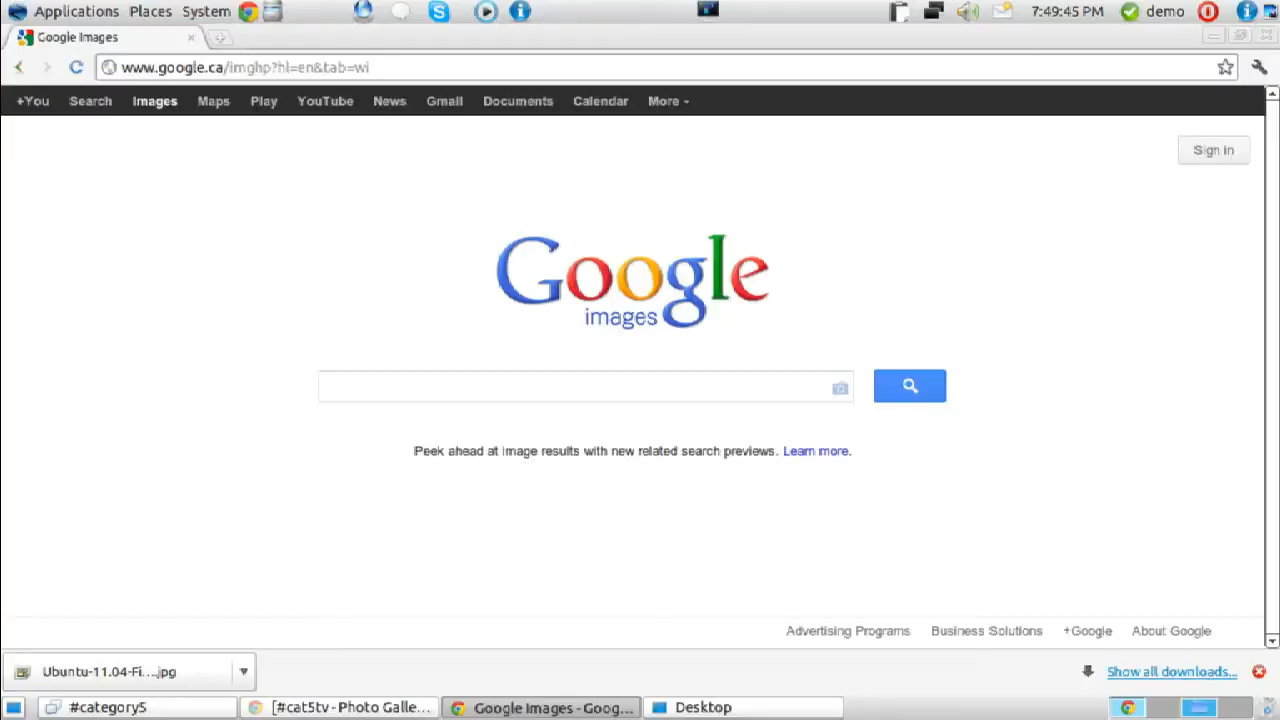 Applications Places System 7:49:45 PM demo
Google Images
www.google.ca/imghp?hl=en&tab=wi
+You Search Images Maps Play YouTube News Gmail Documents Calendar More
Sign in
Google
images
Peek ahead at image results with new related search previews. Learn more.
Advertising Programs Business Solutions +Google About Google
Ubuntu-11.04-Fi....jpg Show all downloads...
#category5 [#cat5tv - Photo Galle... Google Images - Goog... Desktop